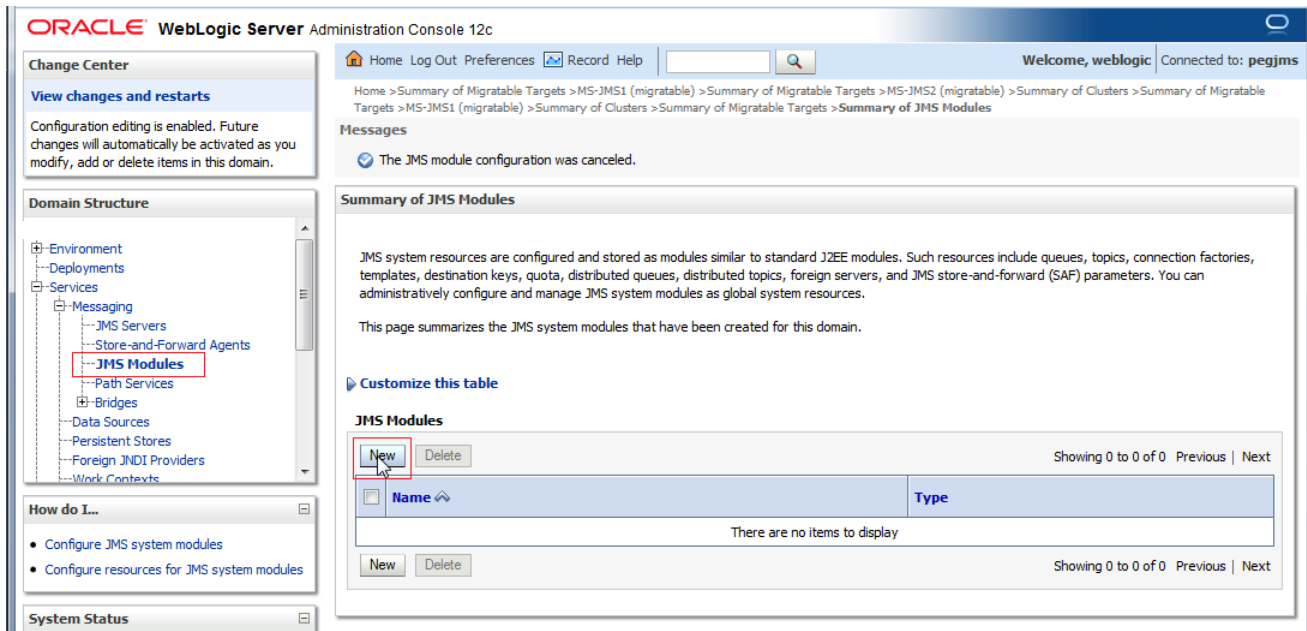 ORACLE WebLogic Server Administration Console 12c
Change Center
View changes and restarts
Configuration editing is enabled. Future
changes will automatically be activated as you
modify, add or delete items in this domain.
Domain Structure
Environment
Deployments
Services
Messaging
JMS Servers
Store-and-Forward Agents
JMS Modules
Path Services
Bridges
Data Sources
Persistent Stores
Foreign JNDI Providers
Work Contexts
How do I...
Configure JMS system modules
Configure resources for JMS system modules
System Status
Home Log Out Preferences Record Help
Welcome, weblogic Connected to: pegjms
Home >Summary of Migratable Targets >MS-JMS1 (migratable) >Summary of Migratable Targets >MS-JMS2 (migratable) >Summary of Clusters >Summary of Migratable
Targets >MS-JMS1 (migratable) >Summary of Clusters >Summary of Migratable Targets >Summary of JMS Modules
Messages
The JMS module configuration was canceled.
Summary of JMS Modules
JMS system resources are configured and stored as modules similar to standard J2EE modules. Such resources include queues, topics, connection factories,
templates, destination keys, quota, distributed queues, distributed topics, foreign servers, and JMS store-and-forward (SAF) parameters. You can
administratively configure and manage JMS system modules as global system resources.
This page summarizes the JMS system modules that have been created for this domain.
Customize this table
JMS Modules
New Delete Showing 0 to 0 of 0 Previous | Next
Name Type
There are no items to display
New Delete Showing 0 to 0 of 0 Previous | Next